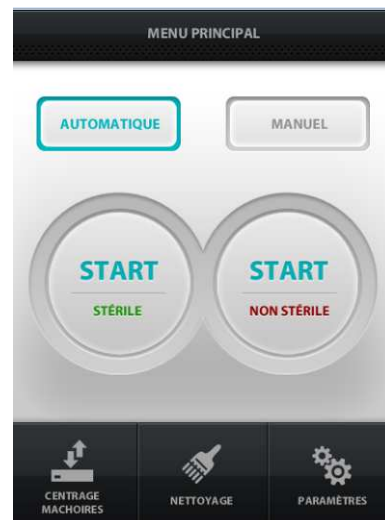 MENU PRINCIPAL
AUTOMATIQUE
MANUEL
START
STÉRILE
START
NON STÉRILE
CENTRAGE
MACHOIRES
NETTOYAGE
PARAMÈTRES